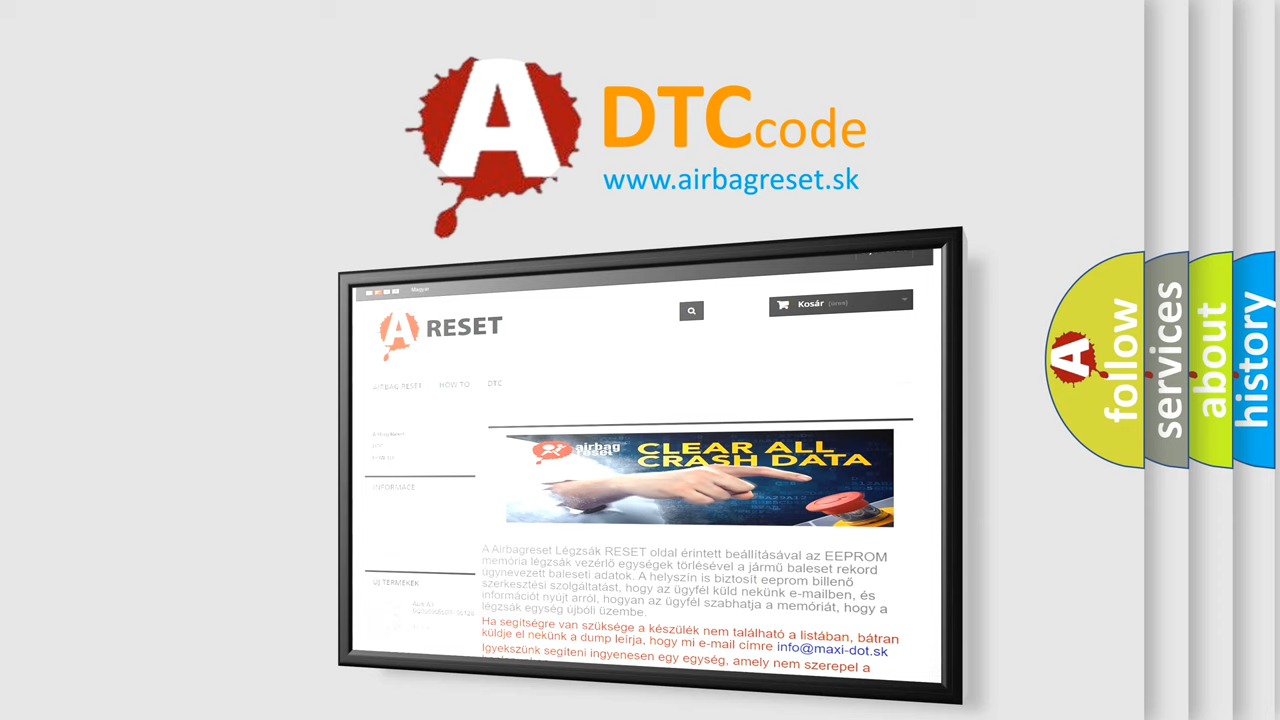 A
DTC code
www.airbagreset.sk
Magyar
Kosár (üres)
A RESET
AIRBAG RESET HOW TO DTC
airbag
reset
CLEAR ALL
CRASH DATA
INFORMACE
A Airbagreset Légzsák RESET oldal érintett beállításával az EEPROM
memória légzsák vezérlő egységek törlésével a jármű baleset rekord
úgynevezett baleseti adatok. A helyszín is biztosít eeprom billenő
szerkesztési szolgáltatást, hogy az ügyfél küld nekünk e-mailben, és
információt nyújt arról, hogyan az ügyfél szabhatja a memóriát, hogy a
légzsák egység újbóli üzembe.
Ha segítségre van szüksége a készülék nem található a listában, bátran
küldje el nekünk a dump leírja, hogy mi e-mail címre info@maxi-dot.sk
Igyekszünk segíteni ingyenesen egy egység, amely nem szerepel a
ÚJ TERMÉKEK
A
follow
services
about
history